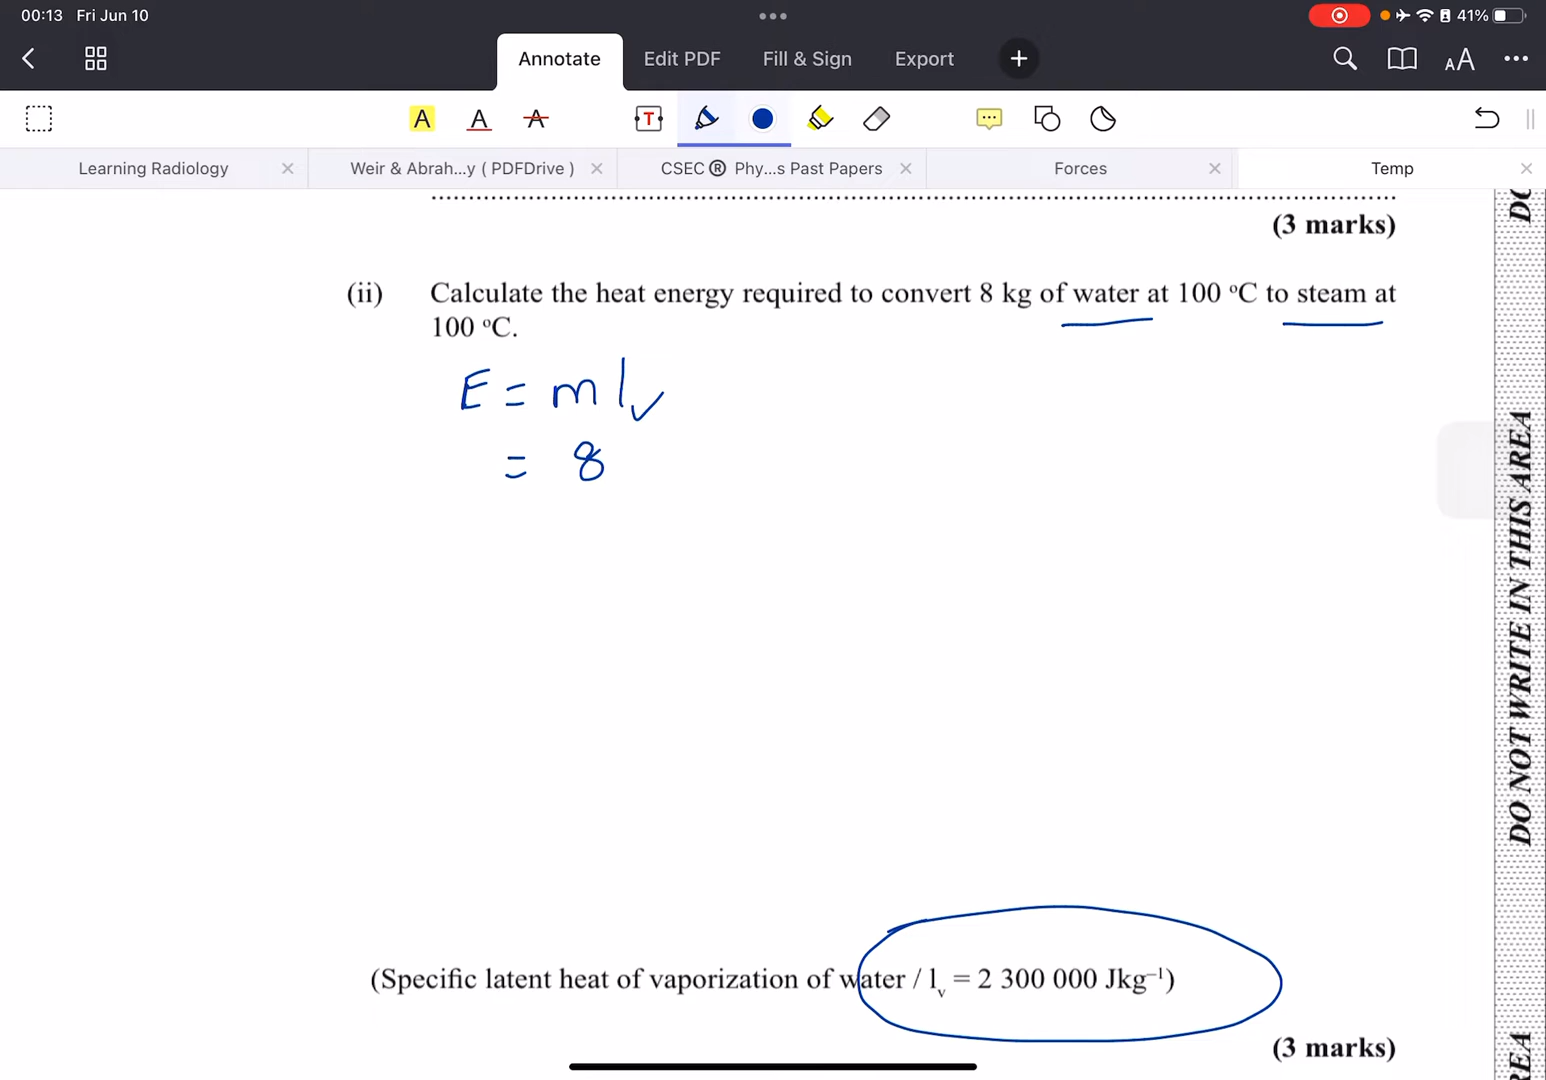 00:13 Fri Jun 10
41%
Annotate Edit PDF Fill & Sign Export +
AA
A A A T
Learning Radiology × Weir & Abrah...y ( PDFDrive ) × CSEC® Phy...s Past Papers × Forces × Temp ×
(3 marks)
(ii) Calculate the heat energy required to convert 8 kg of water at 100 °C to steam at
100 °C.
E = m lᵥ
= 8
(Specific latent heat of vaporization of water / lᵥ = 2 300 000 Jkg⁻¹)
(3 marks)
DO NOT WRITE IN THIS AREA